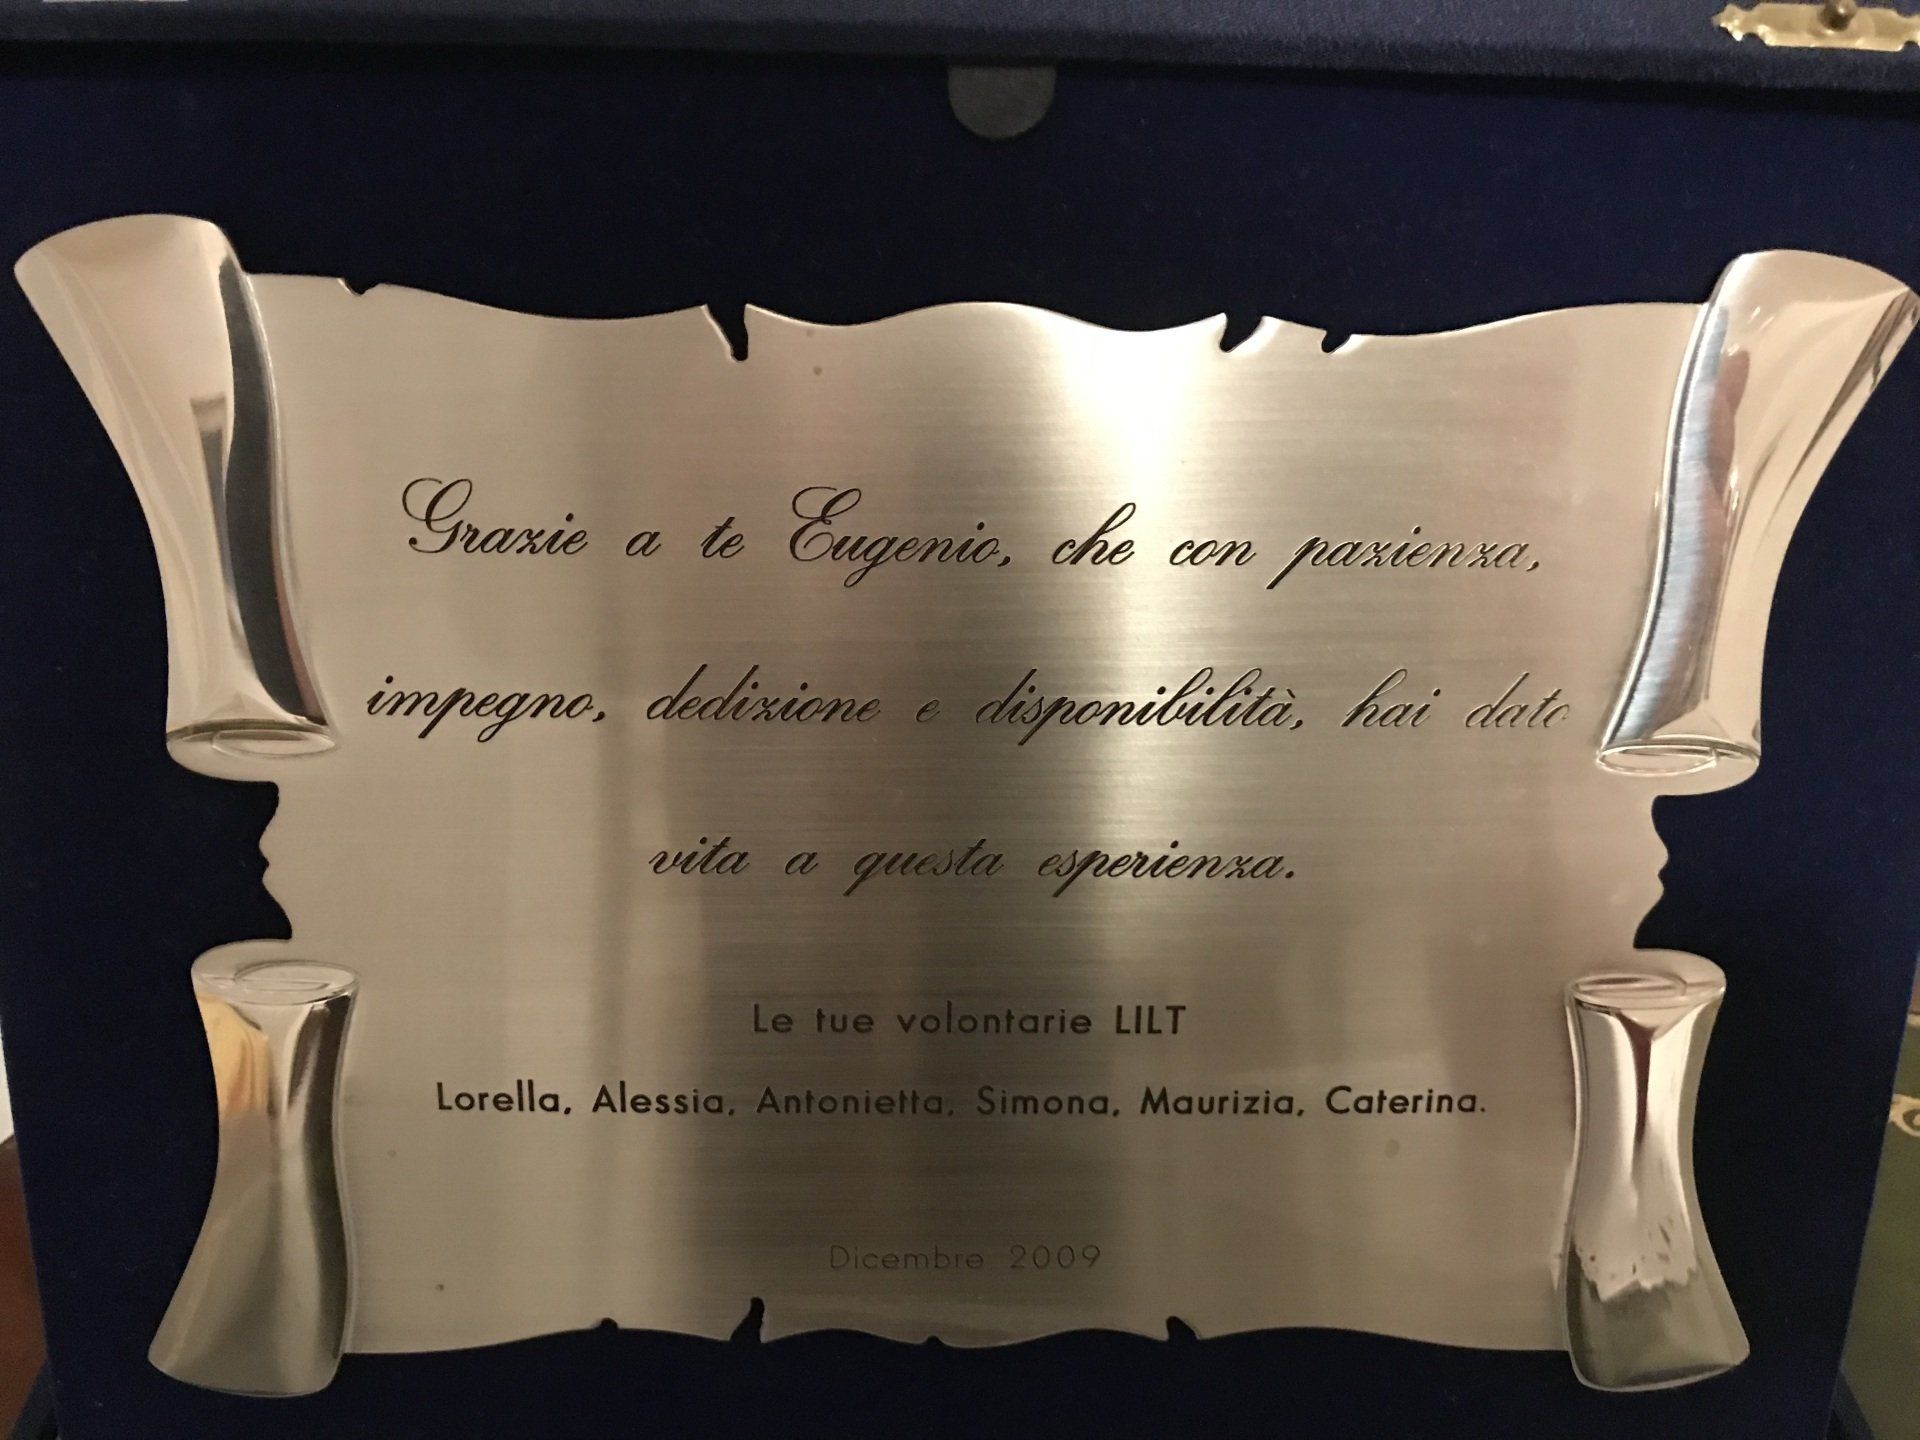 Grazie a te Eugenio, che con pazienza,
impegno, dedizione e disponibilità, hai dato
vita a questa esperienza.
Le tue volontarie LILT
Lorella, Alessia, Antonietta, Simona, Maurizia, Caterina.
Dicembre 2009